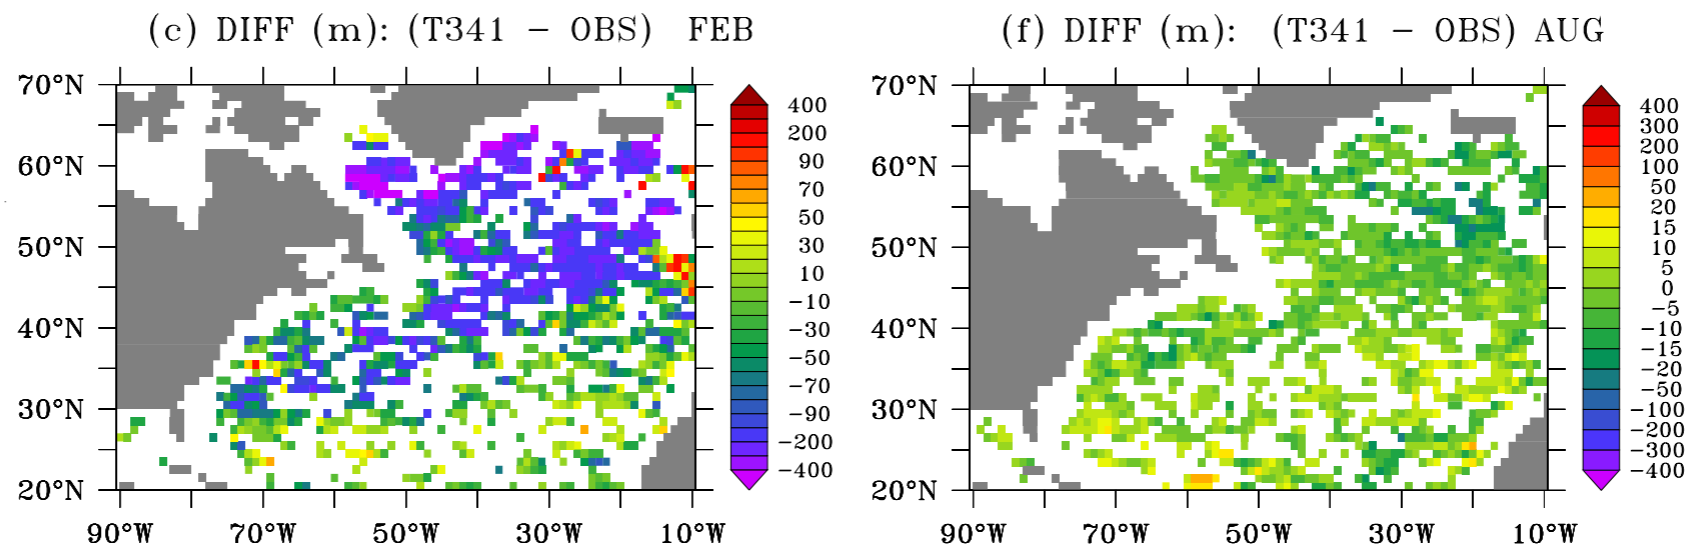 (c) DIFF (m): (T341 − OBS) FEB
70°N
60°N
50°N
40°N
30°N
20°N
90°W 70°W 50°W 30°W 10°W
400
200
90
70
50
30
10
−10
−30
−50
−70
−90
−200
−400
(f) DIFF (m): (T341 − OBS) AUG
70°N
60°N
50°N
40°N
30°N
20°N
90°W 70°W 50°W 30°W 10°W
400
300
200
100
50
20
15
10
5
0
−5
−10
−15
−20
−50
−100
−200
−300
−400